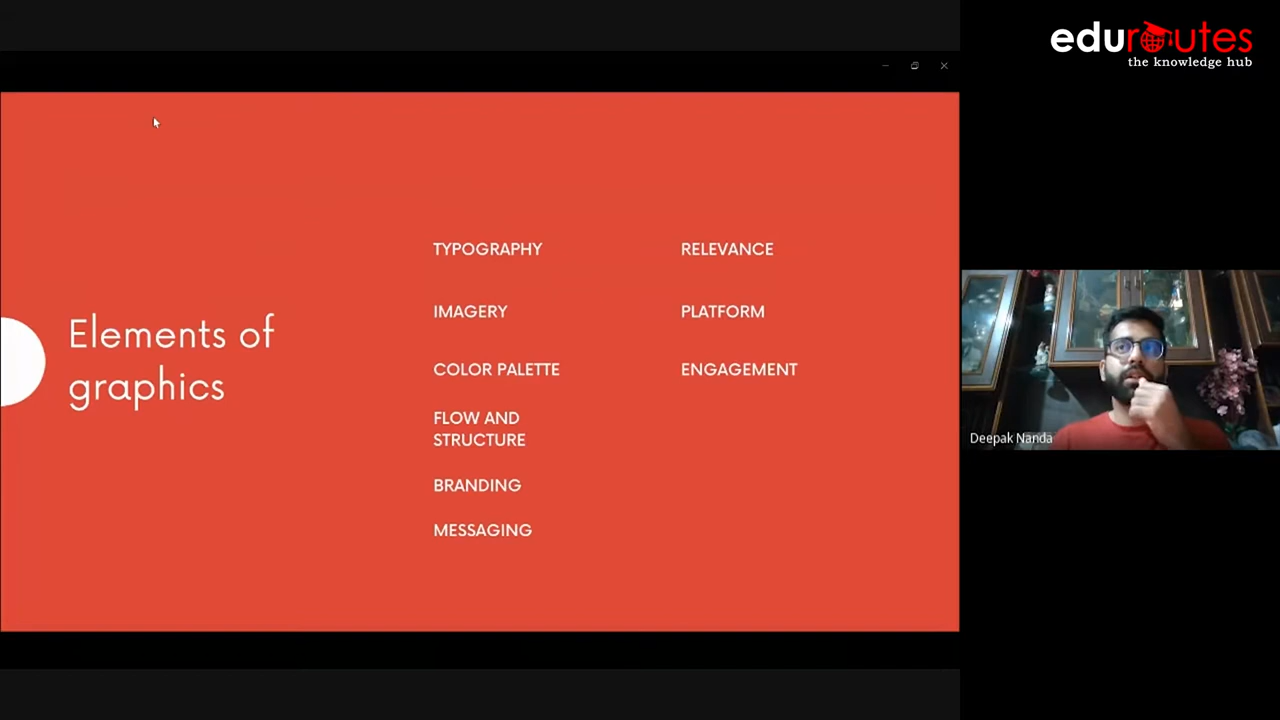 eduroutes
the knowledge hub
Elements of
graphics
TYPOGRAPHY
IMAGERY
COLOR PALETTE
FLOW AND
STRUCTURE
BRANDING
MESSAGING
RELEVANCE
PLATFORM
ENGAGEMENT
Deepak Nanda